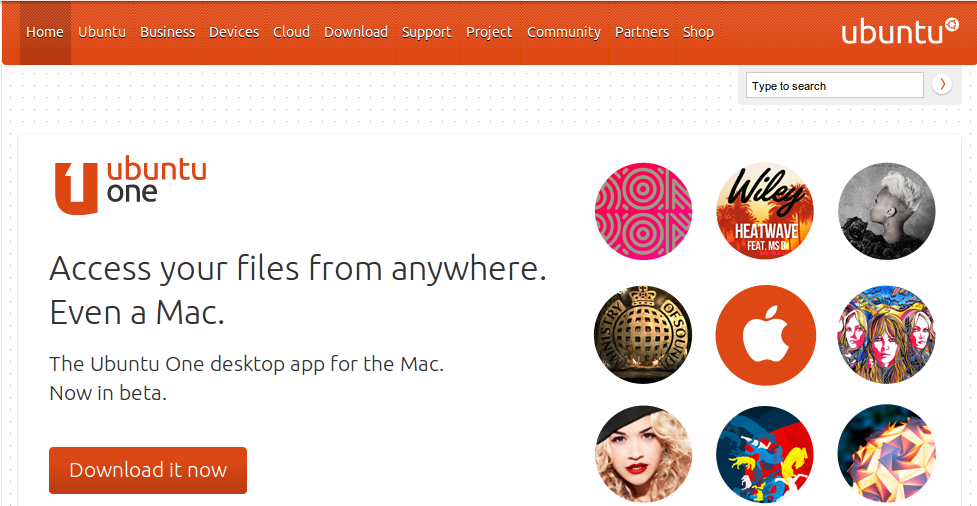 Home Ubuntu Business Devices Cloud Download Support Project Community Partners Shop
ubuntu
Type to search
ubuntu
one
Access your files from anywhere.
Even a Mac.
The Ubuntu One desktop app for the Mac.
Now in beta.
Download it now
Wiley
HEATWAVE
FEAT. MS D
MINISTRY OF SOUND